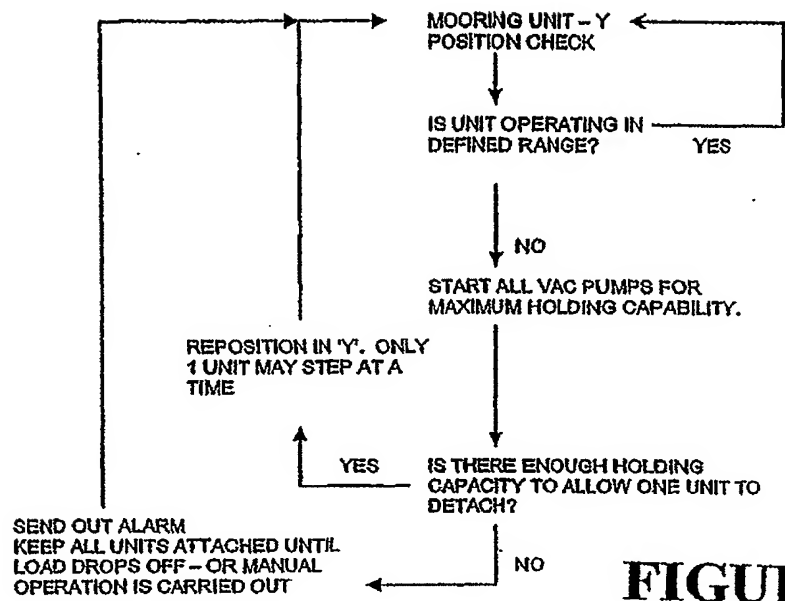 MOORING UNIT – Y
POSITION CHECK
IS UNIT OPERATING IN
DEFINED RANGE?
YES
NO
START ALL VAC PUMPS FOR
MAXIMUM HOLDING CAPABILITY.
REPOSITION IN 'Y'. ONLY
1 UNIT MAY STEP AT A
TIME
YES
IS THERE ENOUGH HOLDING
CAPACITY TO ALLOW ONE UNIT TO
DETACH?
SEND OUT ALARM
KEEP ALL UNITS ATTACHED UNTIL
LOAD DROPS OFF – OR MANUAL
OPERATION IS CARRIED OUT
NO
FIGU